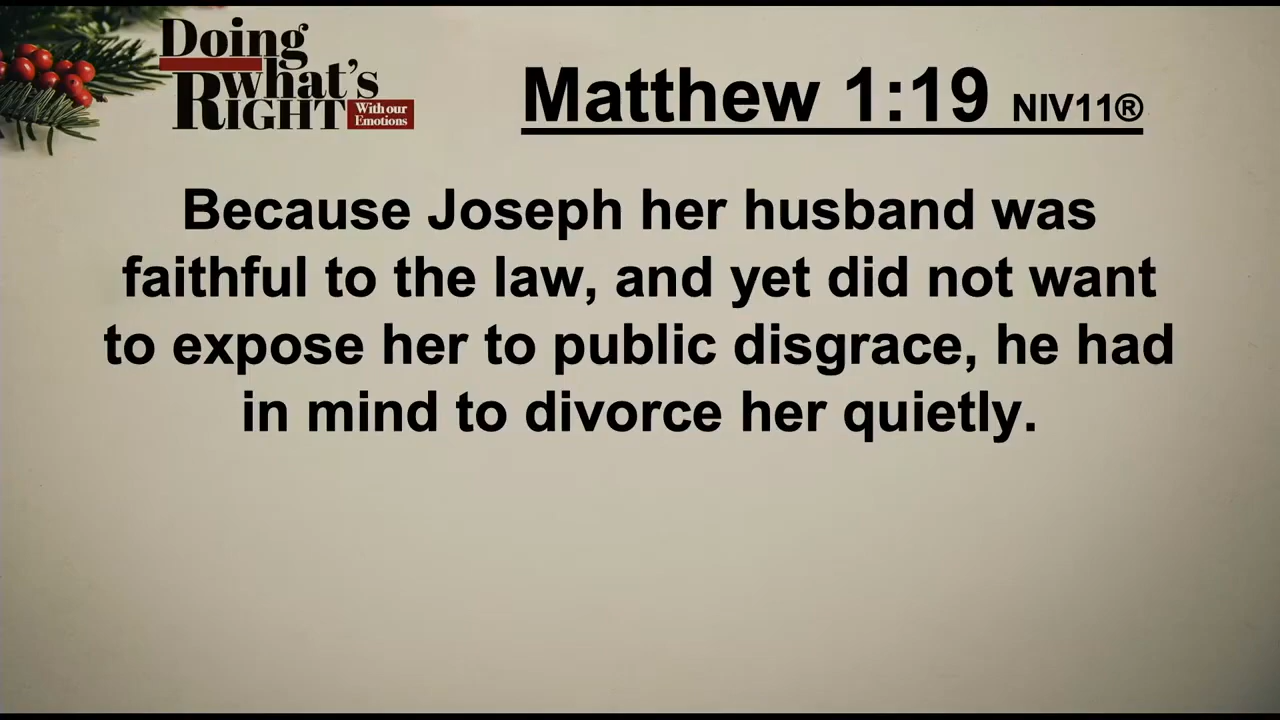 Doing
what's
RIGHT
With our
Emotions
Matthew 1:19 NIV11®
Because Joseph her husband was
faithful to the law, and yet did not want
to expose her to public disgrace, he had
in mind to divorce her quietly.